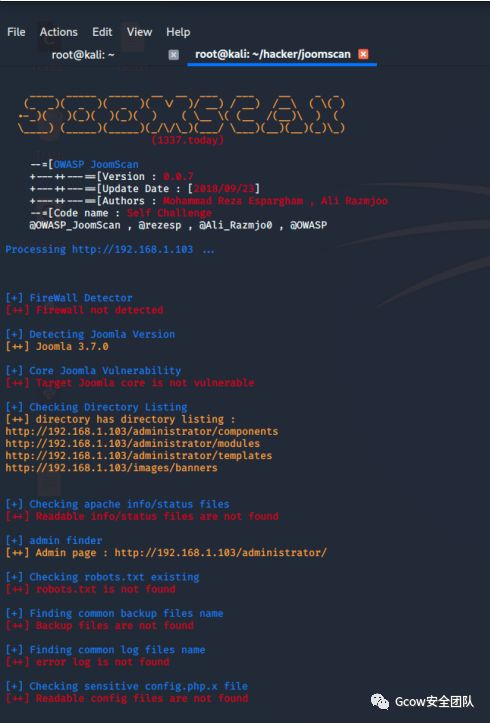 File Actions Edit View Help
root@kali: ~ root@kali: ~/hacker/joomscan
(1337.today)
--=[OWASP JoomScan
+---++---==[Version : 0.0.7
+---++---==[Update Date : [2018/09/23]
+---++---==[Authors : Mohammad Reza Espargham , Ali Razmjoo
--=[Code name : Self Challenge
@OWASP_JoomScan , @rezesp , @Ali_Razmjo0 , @OWASP
Processing http://192.168.1.103 ...
[+] FireWall Detector
[++] Firewall not detected
[+] Detecting Joomla Version
[++] Joomla 3.7.0
[+] Core Joomla Vulnerability
[++] Target Joomla core is not vulnerable
[+] Checking Directory Listing
[++] directory has directory listing :
http://192.168.1.103/administrator/components
http://192.168.1.103/administrator/modules
http://192.168.1.103/administrator/templates
http://192.168.1.103/images/banners
[+] Checking apache info/status files
[++] Readable info/status files are not found
[+] admin finder
[++] Admin page : http://192.168.1.103/administrator/
[+] Checking robots.txt existing
[++] robots.txt is not found
[+] Finding common backup files name
[++] Backup files are not found
[+] Finding common log files name
[++] error log is not found
[+] Checking sensitive config.php.x file
[++] Readable config files are not found
Gcow安全团队